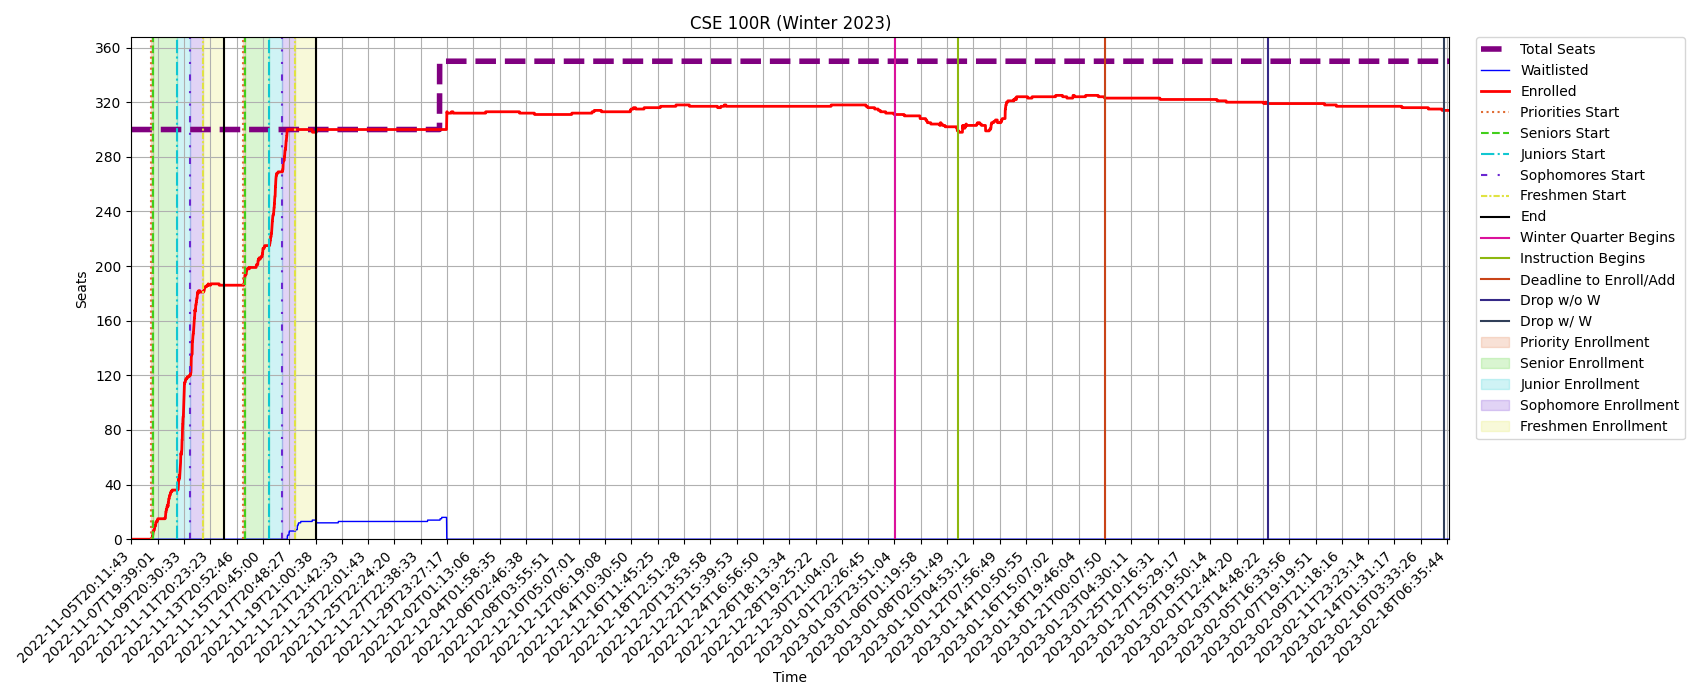 CSE 100R (Winter 2023)
360
320
280
240
200
160
120
80
40
0
Seats
2022-11-05T20:11:43
2022-11-07T19:39:01
2022-11-09T20:30:33
2022-11-11T20:23:23
2022-11-13T20:52:46
2022-11-15T20:45:00
2022-11-17T20:48:27
2022-11-19T21:00:38
2022-11-21T21:42:33
2022-11-23T22:01:43
2022-11-25T22:24:20
2022-11-27T22:38:33
2022-11-29T23:27:17
2022-12-02T01:13:06
2022-12-04T01:58:35
2022-12-06T02:46:38
2022-12-08T03:55:51
2022-12-10T05:07:01
2022-12-12T06:19:08
2022-12-14T10:30:50
2022-12-16T11:45:25
2022-12-18T12:51:28
2022-12-20T13:53:58
2022-12-22T15:39:53
2022-12-24T16:56:50
2022-12-26T18:13:34
2022-12-28T19:25:22
2022-12-30T21:04:02
2023-01-01T22:26:45
2023-01-03T23:51:04
2023-01-06T01:19:58
2023-01-08T02:51:49
2023-01-10T04:53:12
2023-01-12T07:56:49
2023-01-14T10:50:55
2023-01-16T15:07:02
2023-01-18T19:46:04
2023-01-21T00:07:50
2023-01-23T04:30:11
2023-01-25T10:16:31
2023-01-27T15:29:17
2023-01-29T19:50:14
2023-02-01T12:44:20
2023-02-03T14:48:22
2023-02-05T16:33:56
2023-02-07T19:19:51
2023-02-09T21:18:16
2023-02-11T23:23:14
2023-02-14T01:31:17
2023-02-16T03:33:26
2023-02-18T06:35:44
Time
Total Seats
Waitlisted
Enrolled
Priorities Start
Seniors Start
Juniors Start
Sophomores Start
Freshmen Start
End
Winter Quarter Begins
Instruction Begins
Deadline to Enroll/Add
Drop w/o W
Drop w/ W
Priority Enrollment
Senior Enrollment
Junior Enrollment
Sophomore Enrollment
Freshmen Enrollment